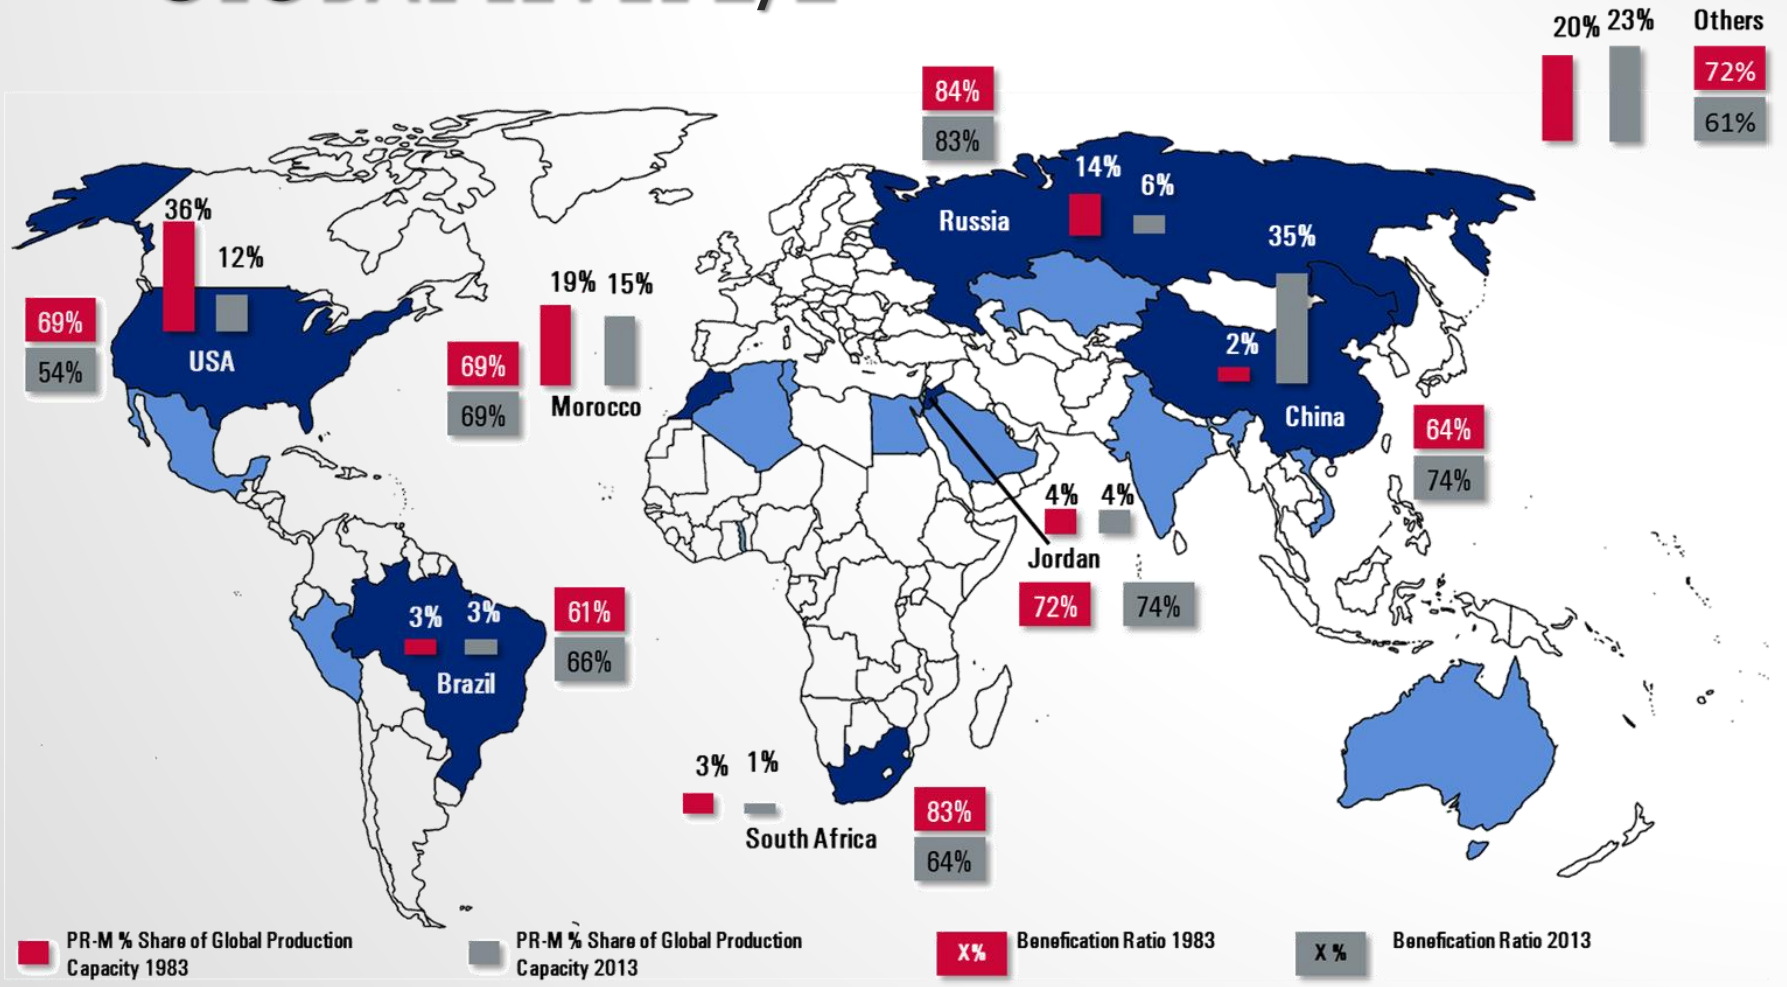 20% 23% Others
72%
61%
84%
83%
14% 6%
Russia
35%
2%
China
64%
74%
36%
12%
69%
54%
USA
19% 15%
69%
69%
Morocco
4% 4%
Jordan
72% 74%
3% 3%
Brazil
61%
66%
3% 1%
South Africa
83%
64%
PR-M % Share of Global Production
Capacity 1983
PR-M % Share of Global Production
Capacity 2013
X% Benefication Ratio 1983
X % Benefication Ratio 2013